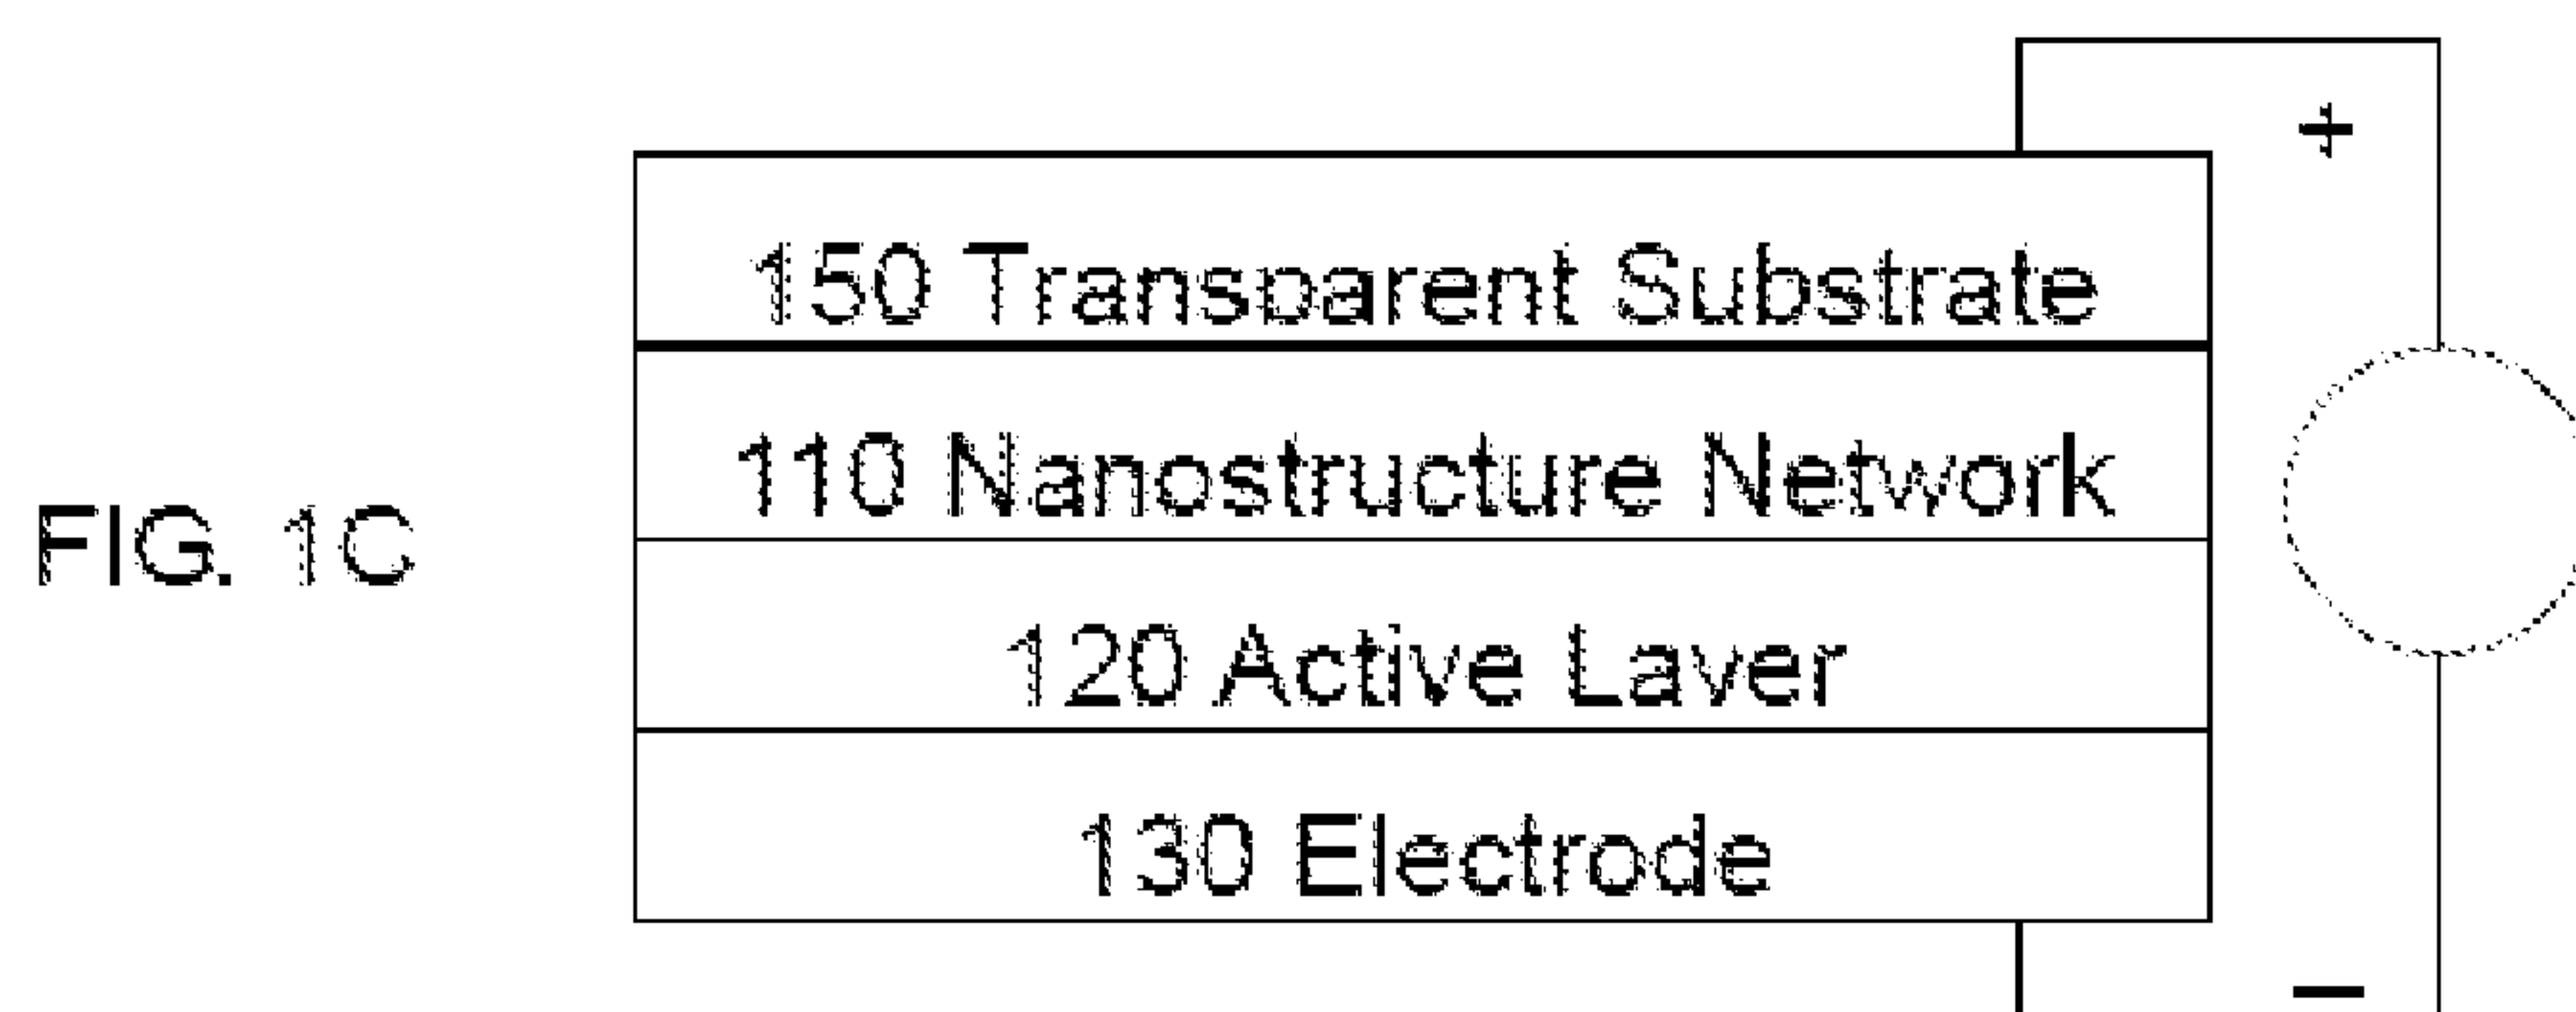 +
150 Transparent Substrate
110 Nanostructure Network
FIG. 1C
120 Active Layer
130 Electrode
−